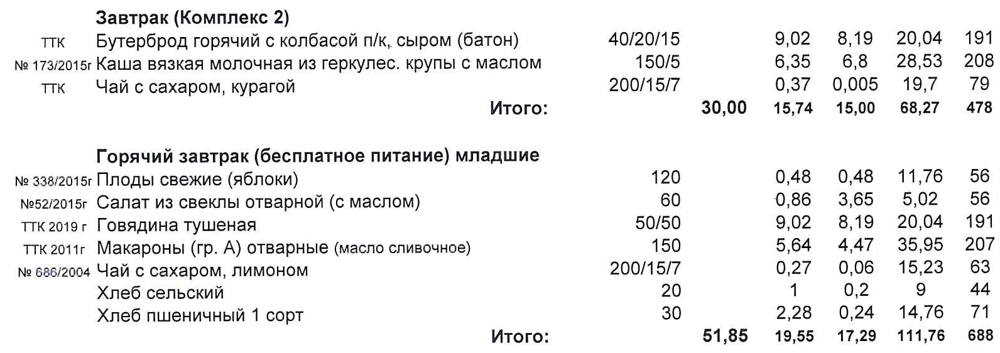 Завтрак (Комплекс 2)
ТТК Бутерброд горячий с колбасой п/к, сыром (батон) 40/20/15 9,02 8,19 20,04 191
№ 173/2015г Каша вязкая молочная из геркулес. крупы с маслом 150/5 6,35 6,8 28,53 208
ТТК Чай с сахаром, курагой 200/15/7 0,37 0,005 19,7 79
Итого: 30,00 15,74 15,00 68,27 478
Горячий завтрак (бесплатное питание) младшие
№ 338/2015г Плоды свежие (яблоки) 120 0,48 0,48 11,76 56
№52/2015г Салат из свеклы отварной (с маслом) 60 0,86 3,65 5,02 56
ТТК 2019 г Говядина тушеная 50/50 9,02 8,19 20,04 191
ТТК 2011г Макароны (гр. А) отварные (масло сливочное) 150 5,64 4,47 35,95 207
№ 686/2004 Чай с сахаром, лимоном 200/15/7 0,27 0,06 15,23 63
Хлеб сельский 20 1 0,2 9 44
Хлеб пшеничный 1 сорт 30 2,28 0,24 14,76 71
Итого: 51,85 19,55 17,29 111,76 688